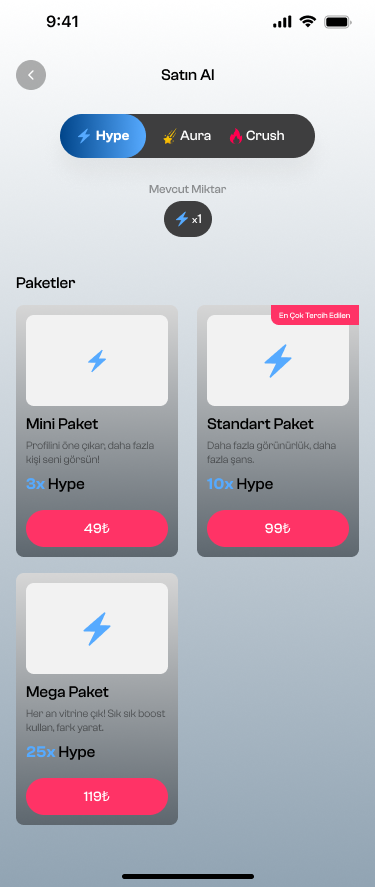 9:41
Satın Al
Hype
Aura
Crush
Mevcut Miktar
x1
Paketler
Mini Paket
Profilini öne çıkar, daha fazla
kişi seni görsün!
3x Hype
49₺
En Çok Tercih Edilen
Standart Paket
Daha fazla görünürlük, daha
fazla şans.
10x Hype
99₺
Mega Paket
Her an vitrine çık! Sık sık boost
kullan, fark yarat.
25x Hype
119₺